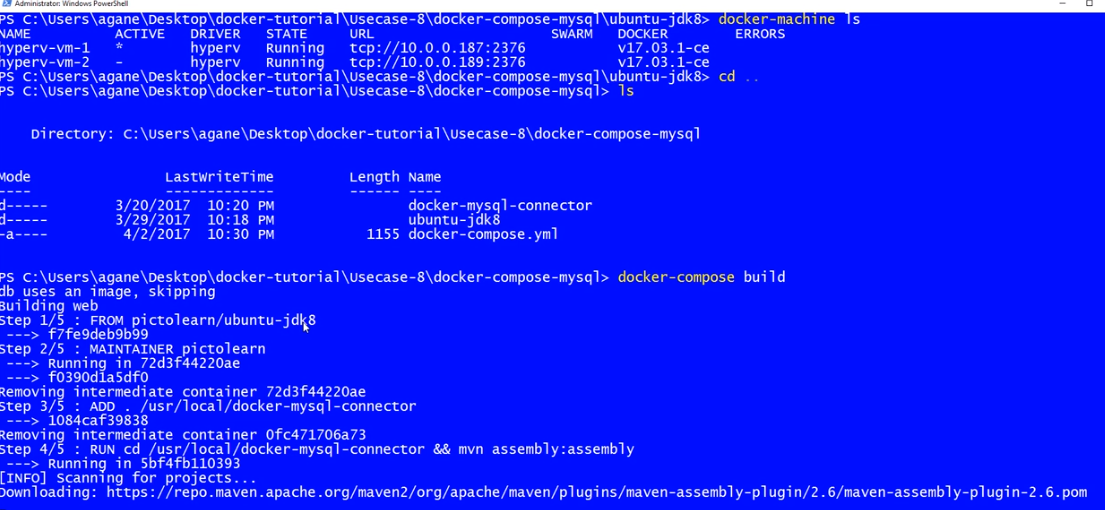 Administrator: Windows PowerShell
PS C:\Users\agane\Desktop\docker-tutorial\Usecase-8\docker-compose-mysql\ubuntu-jdk8> docker-machine ls
NAME ACTIVE DRIVER STATE URL SWARM DOCKER ERRORS
hyperv-vm-1 * hyperv Running tcp://10.0.0.187:2376 v17.03.1-ce
hyperv-vm-2 - hyperv Running tcp://10.0.0.189:2376 v17.03.1-ce
PS C:\Users\agane\Desktop\docker-tutorial\Usecase-8\docker-compose-mysql\ubuntu-jdk8> cd ..
PS C:\Users\agane\Desktop\docker-tutorial\Usecase-8\docker-compose-mysql> ls
Directory: C:\Users\agane\Desktop\docker-tutorial\Usecase-8\docker-compose-mysql
Mode LastWriteTime Length Name
---- ------------- ------ ----
d----- 3/20/2017 10:20 PM docker-mysql-connector
d----- 3/29/2017 10:18 PM ubuntu-jdk8
-a---- 4/2/2017 10:30 PM 1155 docker-compose.yml
PS C:\Users\agane\Desktop\docker-tutorial\Usecase-8\docker-compose-mysql> docker-compose build
db uses an image, skipping
Building web
Step 1/5 : FROM pictolearn/ubuntu-jdk8
---> f7fe9deb9b99
Step 2/5 : MAINTAINER pictolearn
---> Running in 72d3f44220ae
---> f0390d1a5df0
Removing intermediate container 72d3f44220ae
Step 3/5 : ADD . /usr/local/docker-mysql-connector
---> 1084caf39838
Removing intermediate container 0fc471706a73
Step 4/5 : RUN cd /usr/local/docker-mysql-connector && mvn assembly:assembly
---> Running in 5bf4fb110393
[INFO] Scanning for projects...
Downloading: https://repo.maven.apache.org/maven2/org/apache/maven/plugins/maven-assembly-plugin/2.6/maven-assembly-plugin-2.6.pom